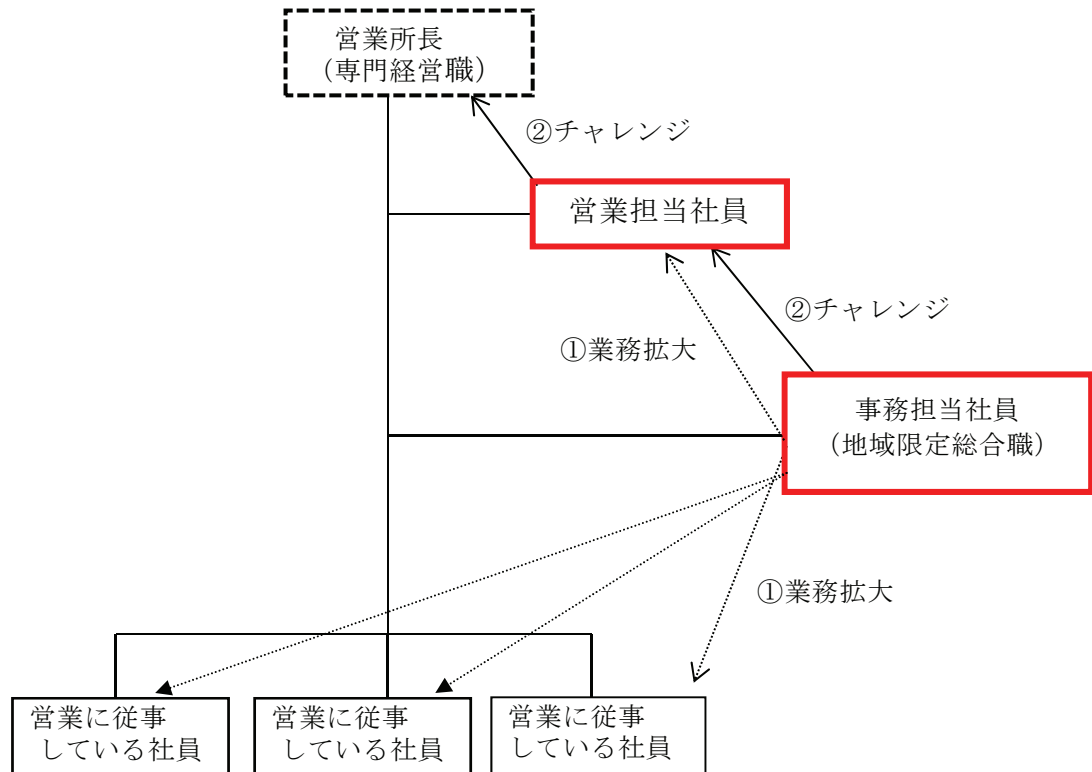 営業所長
(専門経営職)
②チャレンジ
営業担当社員
②チャレンジ
①業務拡大
事務担当社員
(地域限定総合職)
①業務拡大
営業に従事
している社員
営業に従事
している社員
営業に従事
している社員